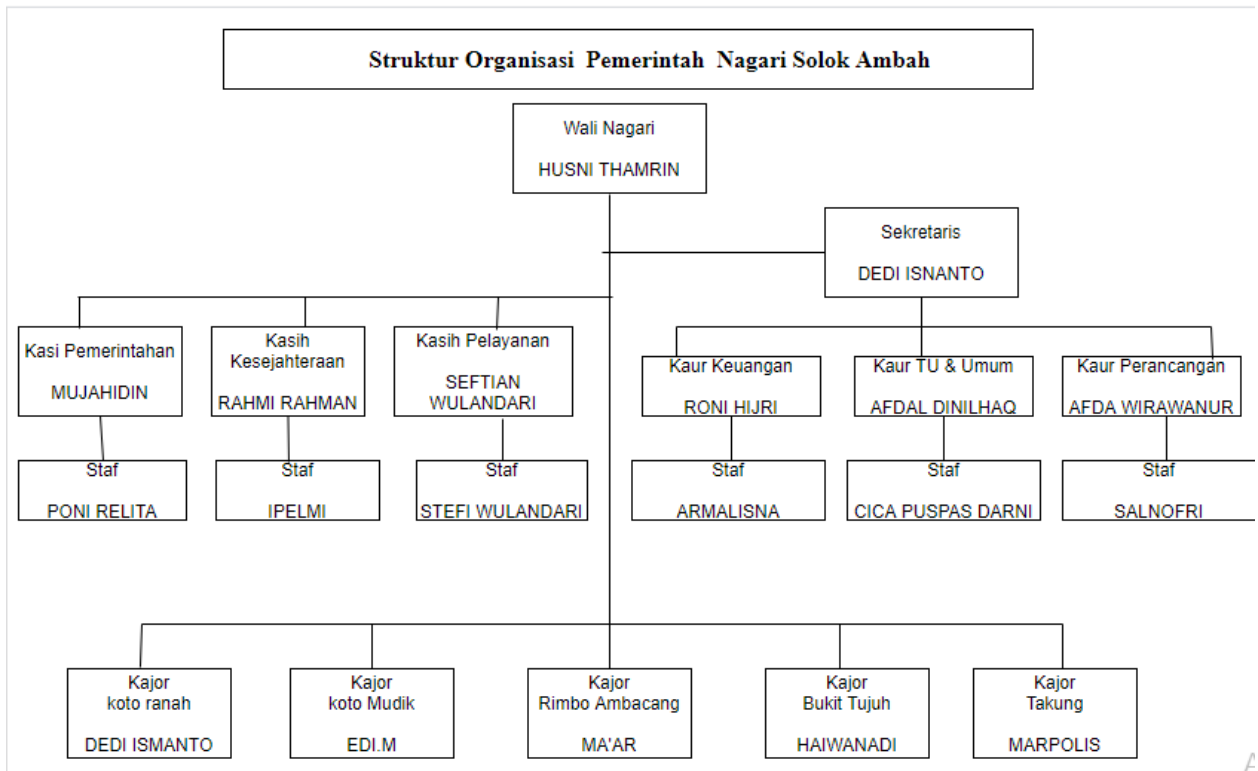 Struktur Organisasi Pemerintah Nagari Solok Ambah
Wali Nagari
HUSNI THAMRIN
Sekretaris
DEDI ISNANTO
Kasi Pemerintahan
MUJAHIDIN
Kasih
Kesejahteraan
RAHMI RAHMAN
Kasih Pelayanan
SEFTIAN
WULANDARI
Kaur Keuangan
RONI HIJRI
Kaur TU & Umum
AFDAL DINILHAQ
Kaur Perancangan
AFDA WIRAWANUR
Staf
PONI RELITA
Staf
IPELMI
Staf
STEFI WULANDARI
Staf
ARMALISNA
Staf
CICA PUSPAS DARNI
Staf
SALNOFRI
Kajor
koto ranah
DEDI ISMANTO
Kajor
koto Mudik
EDI.M
Kajor
Rimbo Ambacang
MA'AR
Kajor
Bukit Tujuh
HAIWANADI
Kajor
Takung
MARPOLIS